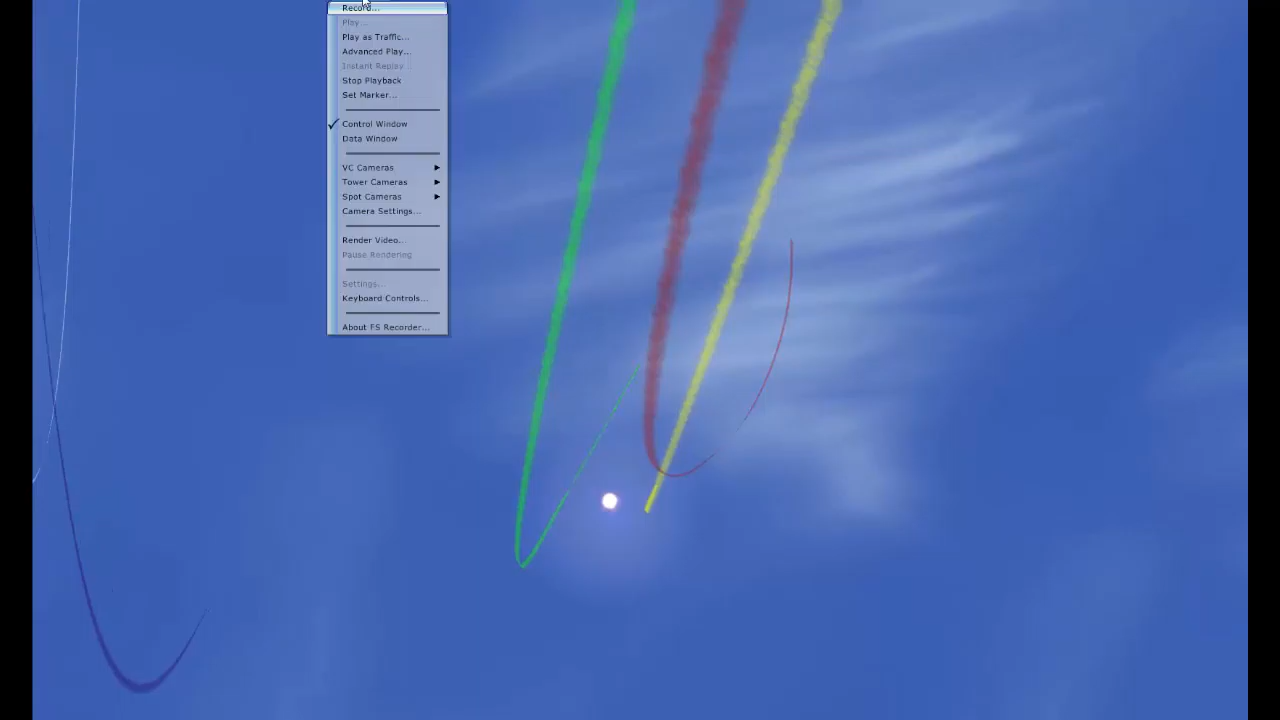 Record...
Play...
Play as Traffic...
Advanced Play...
Instant Replay...
Stop Playback
Set Marker...
Control Window
Data Window
VC Cameras
Tower Cameras
Spot Cameras
Camera Settings...
Render Video...
Pause Rendering
Settings...
Keyboard Controls...
About FS Recorder...